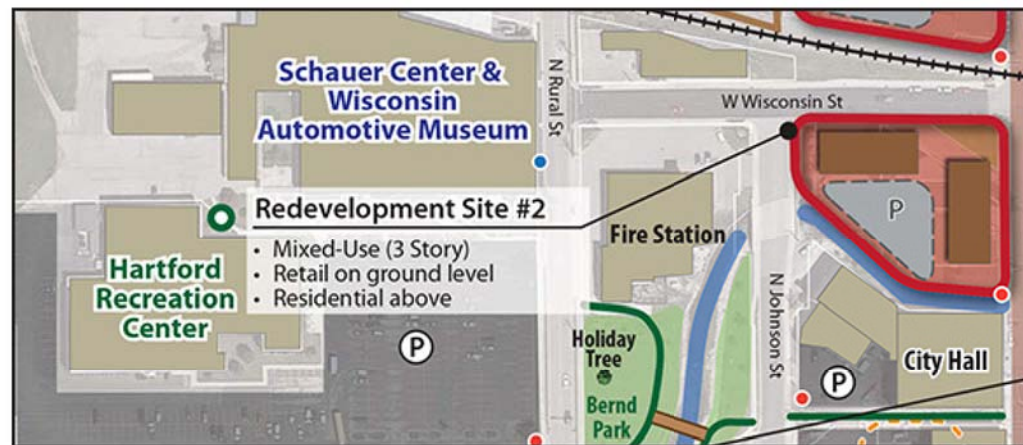 Schauer Center &
Wisconsin
Automotive Museum
N Rural St
W Wisconsin St
Redevelopment Site #2
• Mixed-Use (3 Story)
• Retail on ground level
• Residential above
Fire Station
P
Hartford
Recreation
Center
P
N Johnson St
Holiday
Tree
Bernd
Park
P
City Hall